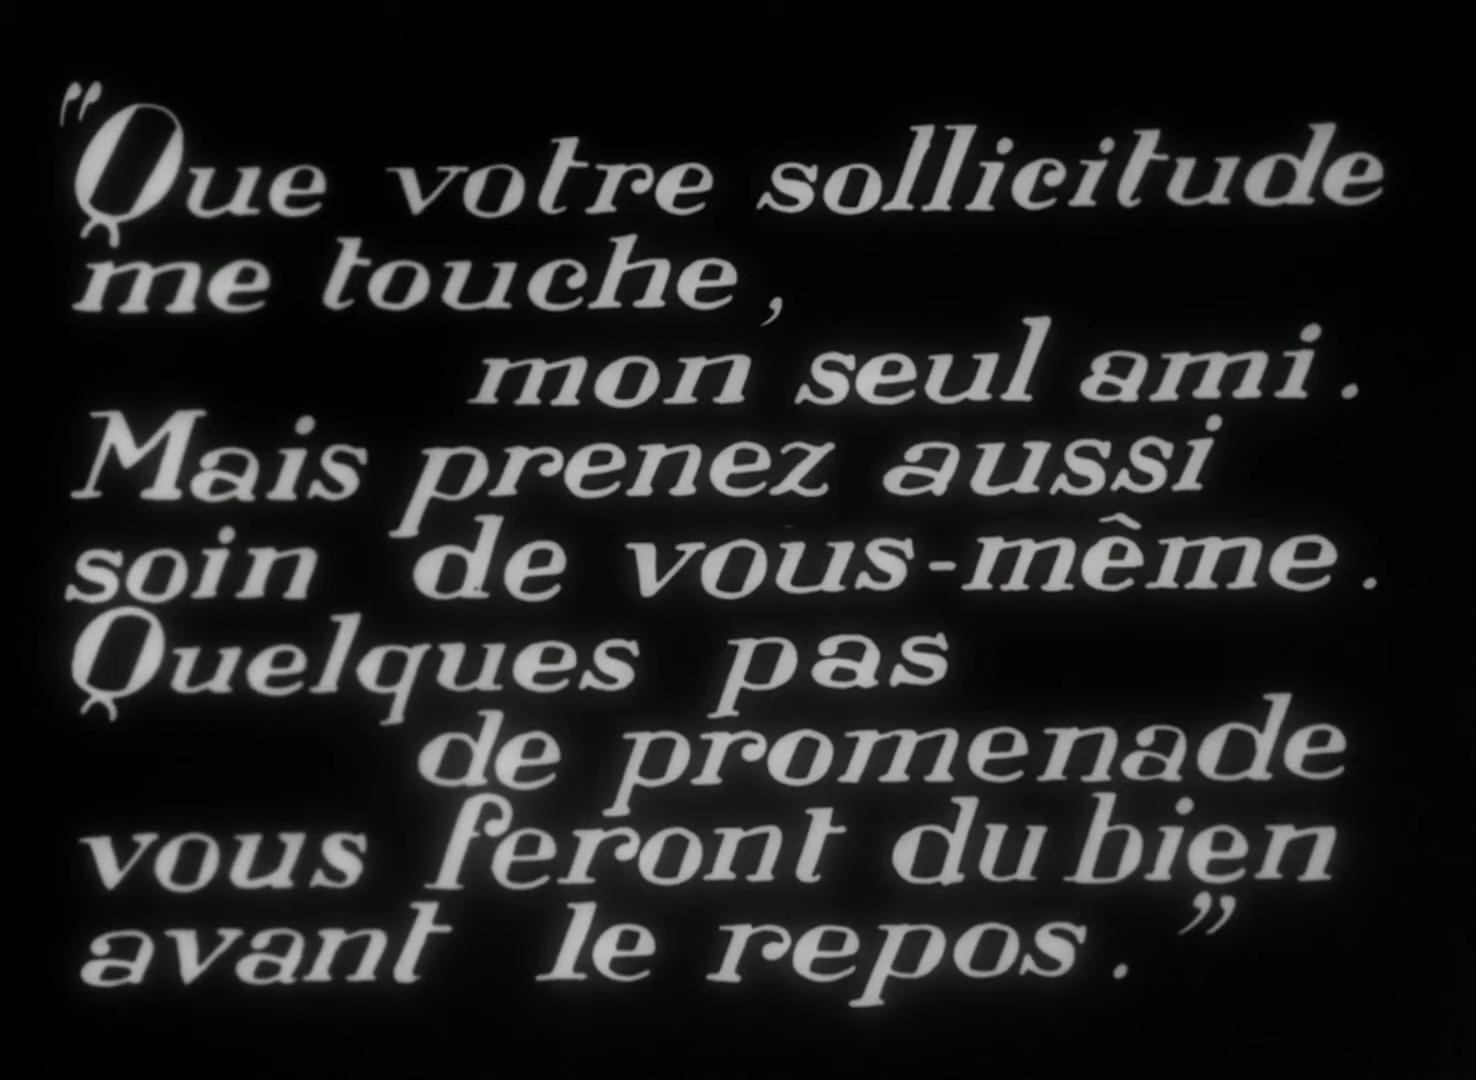 "Que votre sollicitude
me touche,
mon seul ami.
Mais prenez aussi
soin de vous-même.
Quelques pas
de promenade
vous feront du bien
avant le repos."